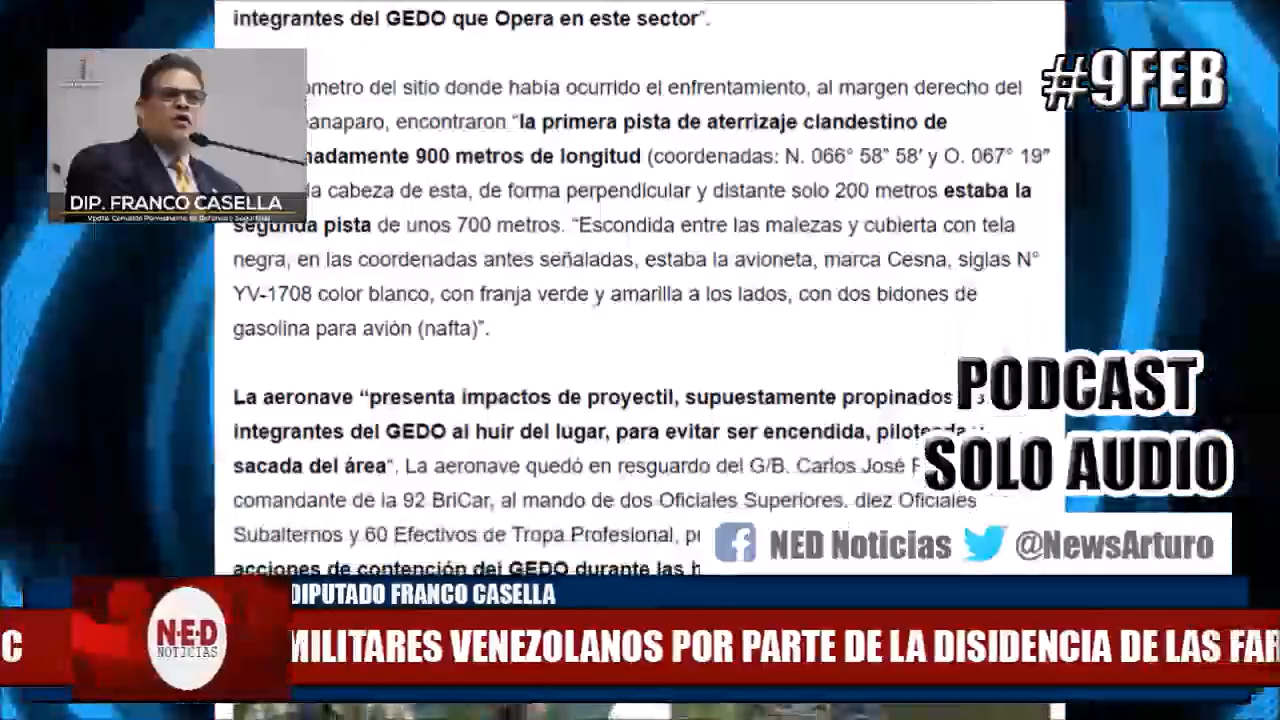 integrantes del GEDO que Opera en este sector”.
#9FEB
ometro del sitio donde había ocurrido el enfrentamiento, al margen derecho del
anaparo, encontraron “la primera pista de aterrizaje clandestino de
nadamente 900 metros de longitud (coordenadas: N. 066° 58” 58’ y O. 067° 19”
la cabeza de esta, de forma perpendicular y distante solo 200 metros estaba la
segunda pista de unos 700 metros. “Escondida entre las malezas y cubierta con tela
negra, en las coordenadas antes señaladas, estaba la avioneta, marca Cesna, siglas N°
YV-1708 color blanco, con franja verde y amarilla a los lados, con dos bidones de
gasolina para avión (nafta)”.
DIP. FRANCO CASELLA
La aeronave “presenta impactos de proyectil, supuestamente propinados
integrantes del GEDO al huir del lugar, para evitar ser encendida, piloteada y
sacada del área“. La aeronave quedó en resguardo del G/B. Carlos José
comandante de la 92 BriCar, al mando de dos Oficiales Superiores. diez Oficiales
Subalternos y 60 Efectivos de Tropa Profesional,
acciones de contención del GEDO durante las
PODCAST
SOLO AUDIO
NED Noticias @NewsArturo
DIPUTADO FRANCO CASELLA
C MILITARES VENEZOLANOS POR PARTE DE LA DISIDENCIA DE LAS FAR
N·E·D
NOTICIAS